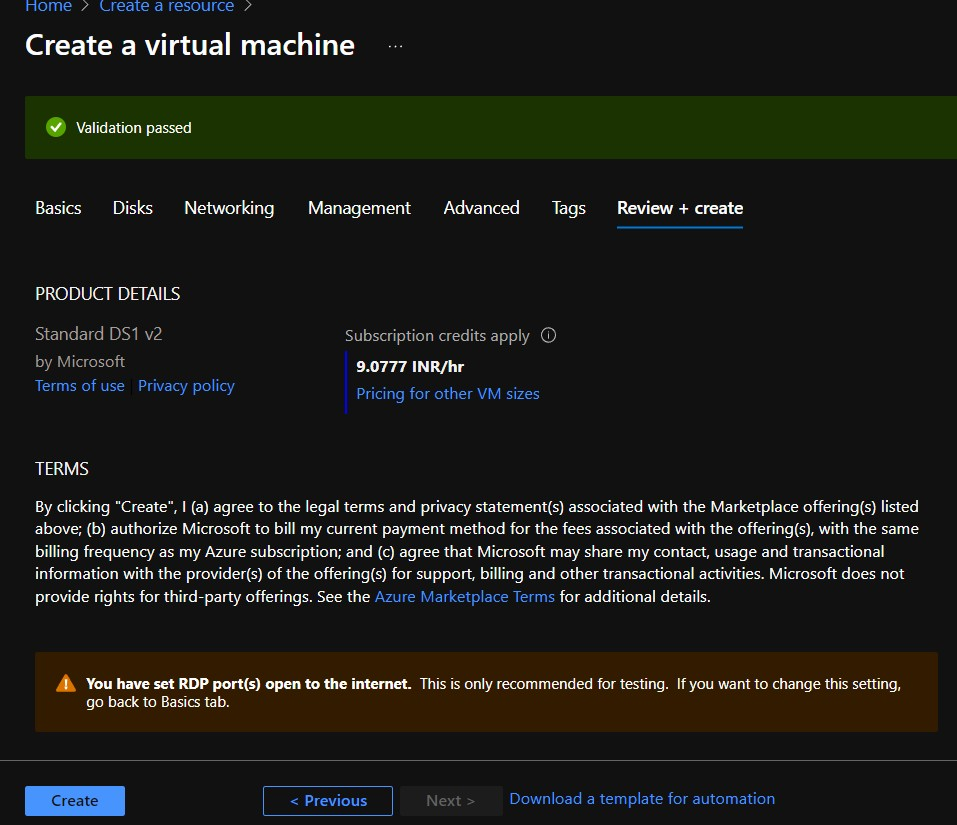 Home > Create a resource >
Create a virtual machine ...
Validation passed
Basics Disks Networking Management Advanced Tags Review + create
PRODUCT DETAILS
Standard DS1 v2
by Microsoft
Terms of use | Privacy policy
Subscription credits apply
9.0777 INR/hr
Pricing for other VM sizes
TERMS
By clicking "Create", I (a) agree to the legal terms and privacy statement(s) associated with the Marketplace offering(s) listed
above; (b) authorize Microsoft to bill my current payment method for the fees associated with the offering(s), with the same
billing frequency as my Azure subscription; and (c) agree that Microsoft may share my contact, usage and transactional
information with the provider(s) of the offering(s) for support, billing and other transactional activities. Microsoft does not
provide rights for third-party offerings. See the Azure Marketplace Terms for additional details.
You have set RDP port(s) open to the internet. This is only recommended for testing. If you want to change this setting,
go back to Basics tab.
Create < Previous Next > Download a template for automation